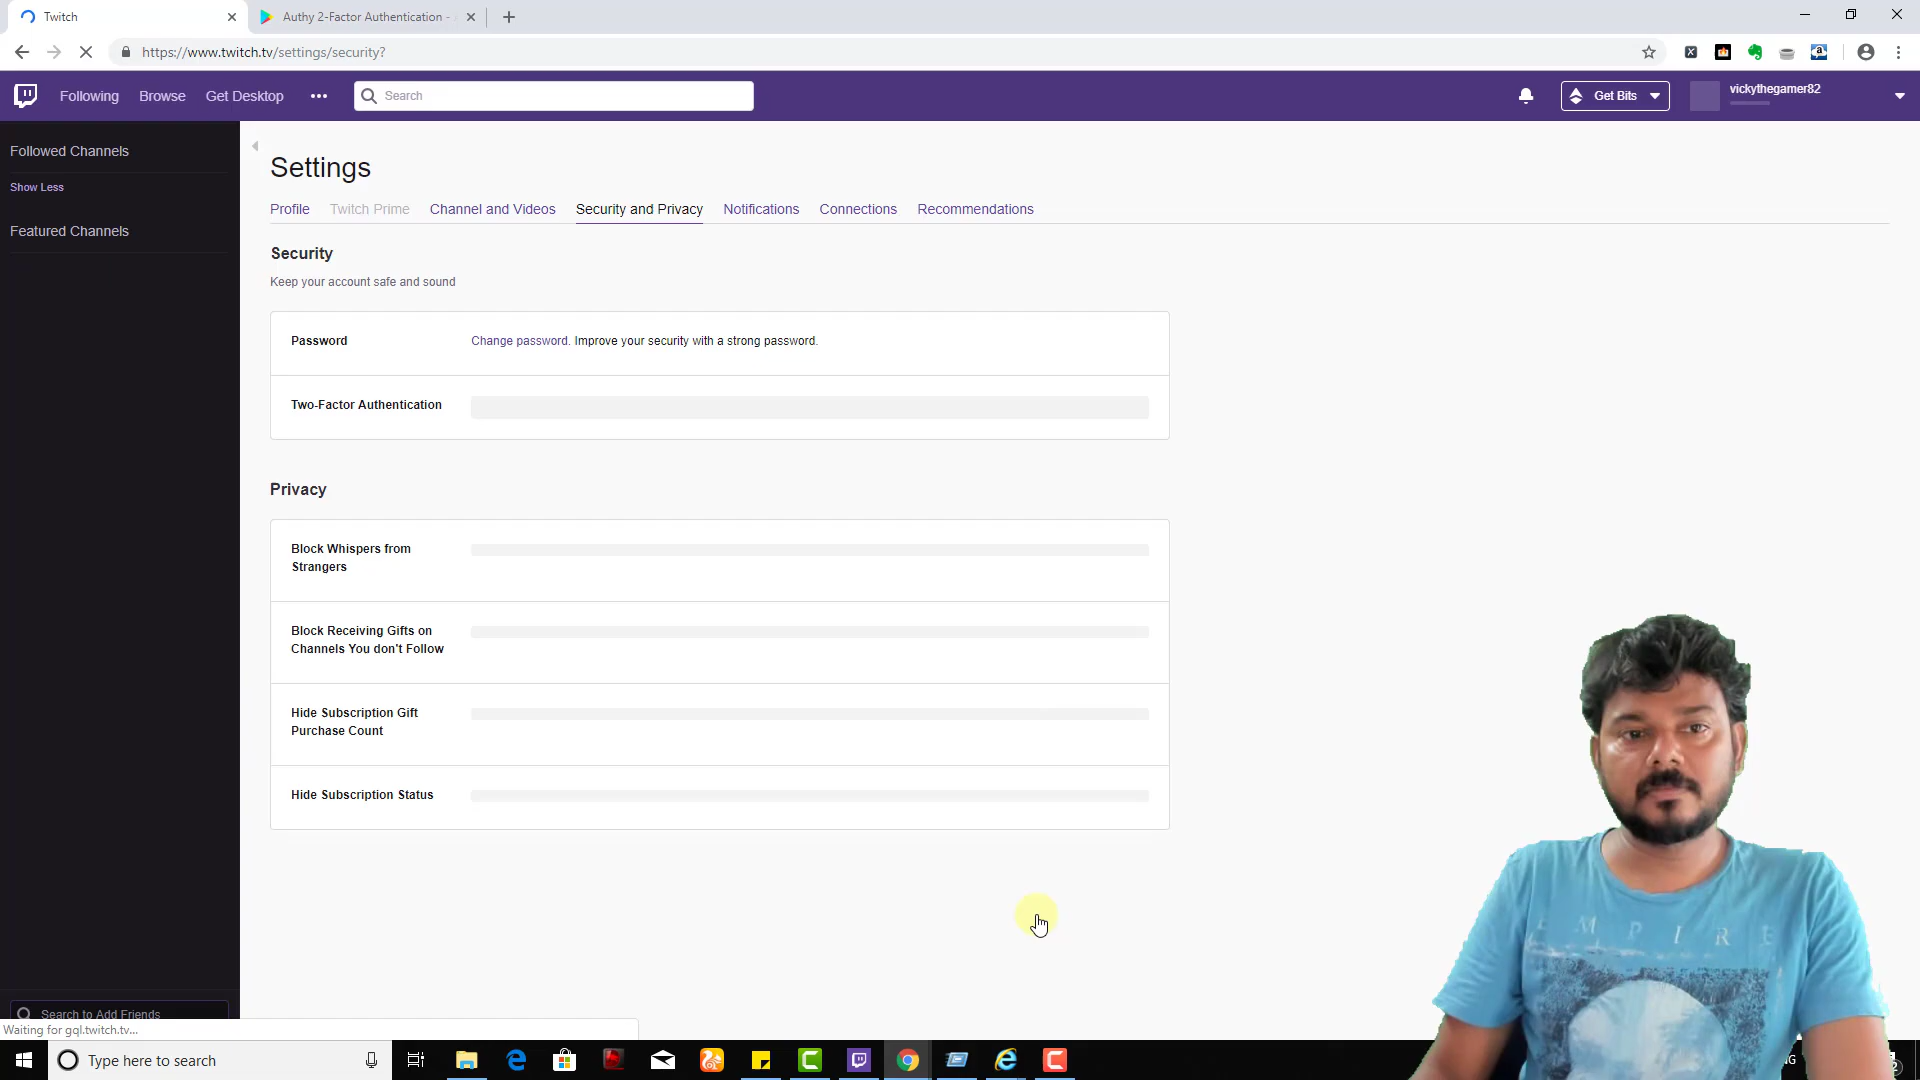 Twitch
Authy 2-Factor Authentication -
https://www.twitch.tv/settings/security?
Following
Browse
Get Desktop
Search
Get Bits
vickythegamer82
Followed Channels
Show Less
Featured Channels
Settings
Profile
Twitch Prime
Channel and Videos
Security and Privacy
Notifications
Connections
Recommendations
Security
Keep your account safe and sound
Password
Change password. Improve your security with a strong password.
Two-Factor Authentication
Privacy
Block Whispers from
Strangers
Block Receiving Gifts on
Channels You don't Follow
Hide Subscription Gift
Purchase Count
Hide Subscription Status
EMPIRE
Search to Add Friends
Waiting for gql.twitch.tv...
Type here to search